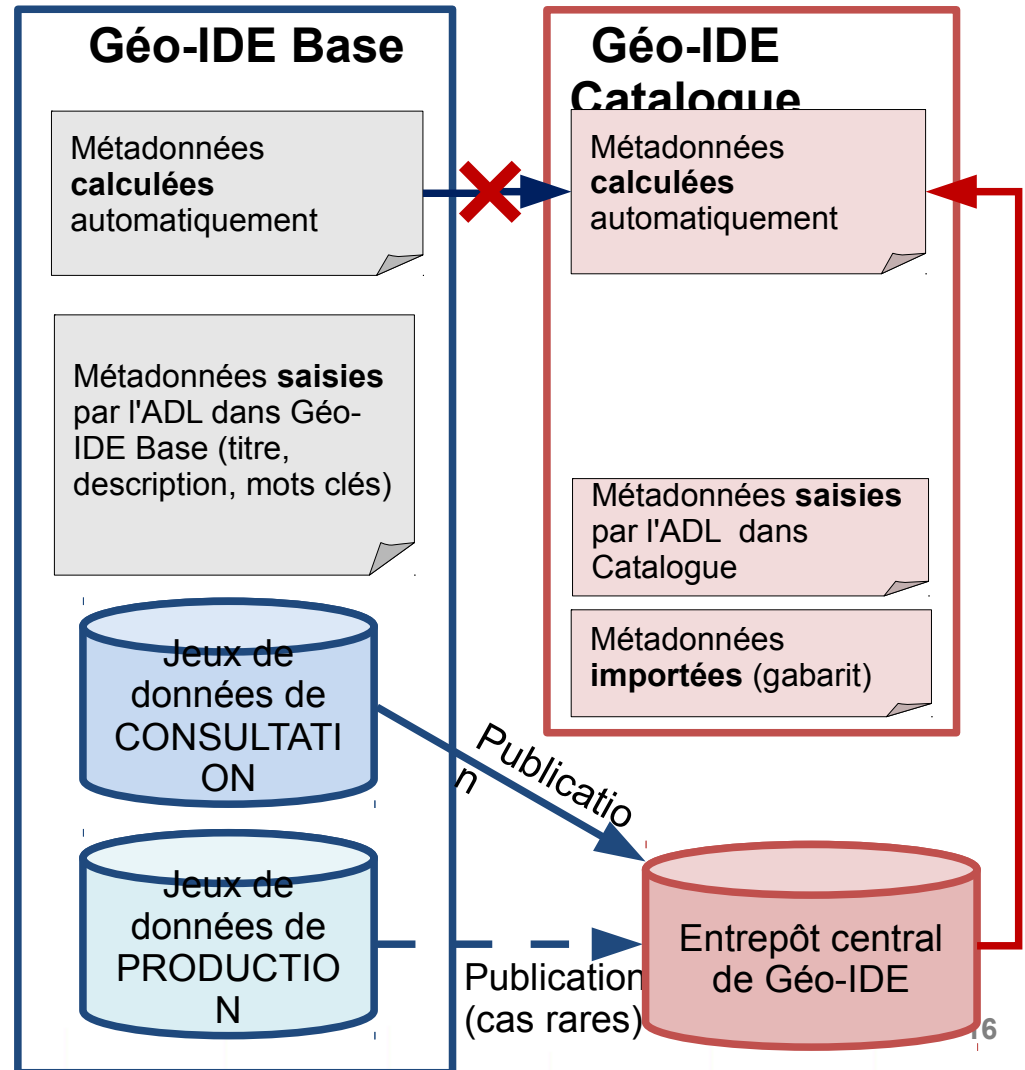 Géo-IDE Base
Métadonnées
calculées
automatiquement
Métadonnées saisies
par l'ADL dans Géo-
IDE Base (titre,
description, mots clés)
Jeux de
données de
CONSULTATI
ON
Jeux de
données de
PRODUCTIO
N
Géo-IDE
Catalogue
Métadonnées
calculées
automatiquement
Métadonnées saisies
par l'ADL dans
Catalogue
Métadonnées
importées (gabarit)
Publicatio
n
Publication
(cas rares)
Entrepôt central
de Géo-IDE
16